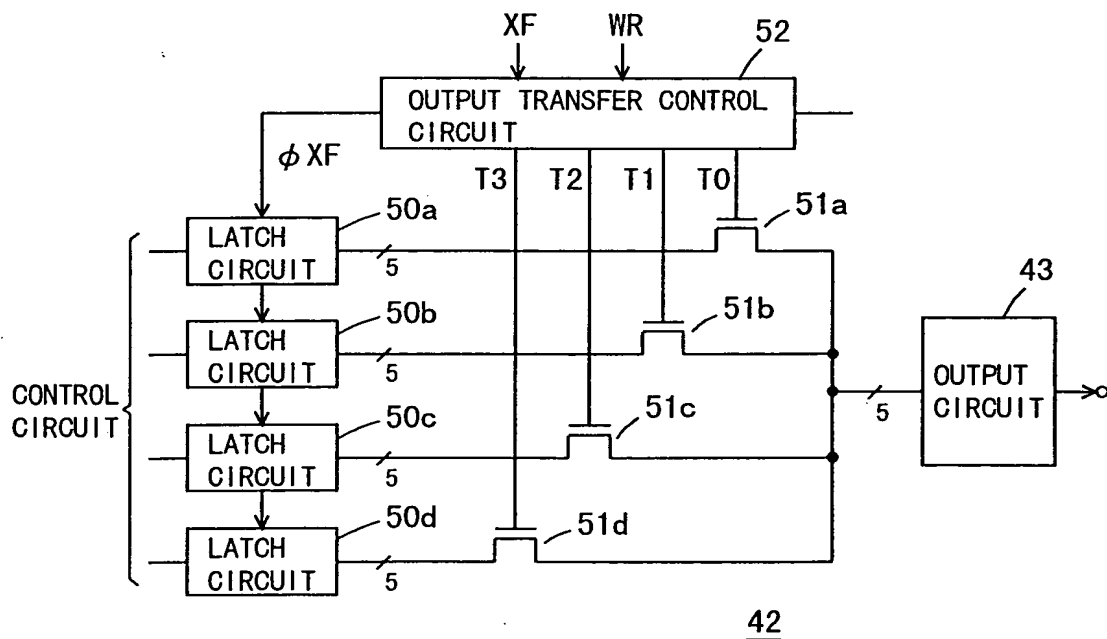 XF
WR
52
OUTPUT TRANSFER CONTROL
CIRCUIT
φXF
T3
T2
T1
T0
50a
51a
LATCH
CIRCUIT
5
43
50b
51b
LATCH
CIRCUIT
5
CONTROL
CIRCUIT
OUTPUT
CIRCUIT
5
50c
51c
LATCH
CIRCUIT
5
50d
51d
LATCH
CIRCUIT
5
42